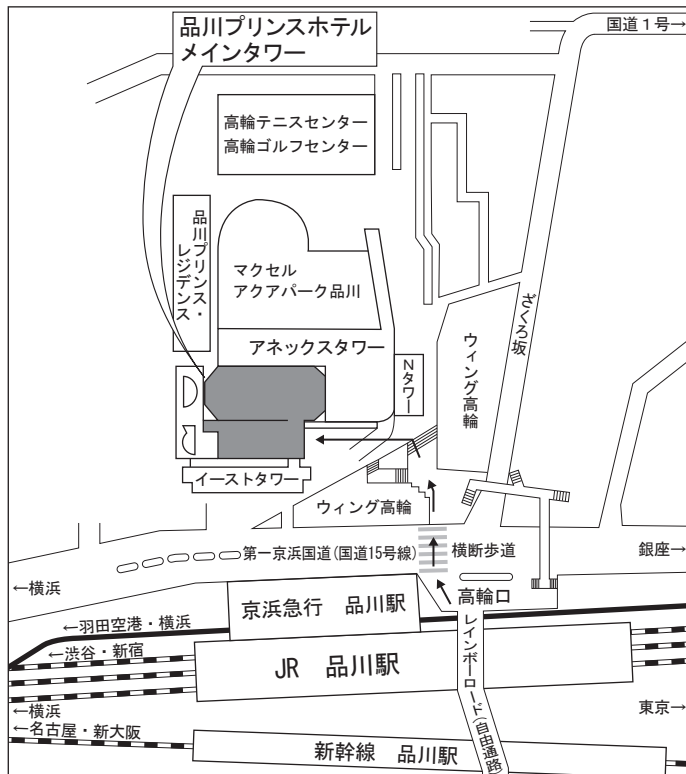 品川プリンスホテル
メインタワー
国道1号→
高輪テニスセンター
高輪ゴルフセンター
品川プリンス・
レジデンス
マクセル
アクアパーク品川
ざくろ坂
アネックスタワー
ウィング高輪
Nタワー
イーストタワー
ウィング高輪
第一京浜国道(国道15号線)
横断歩道
銀座→
←横浜
京浜急行 品川駅
高輪口
←羽田空港・横浜
←渋谷・新宿
JR 品川駅
レインボーロード(自由通路)
←横浜
東京→
←名古屋・新大阪
新幹線 品川駅